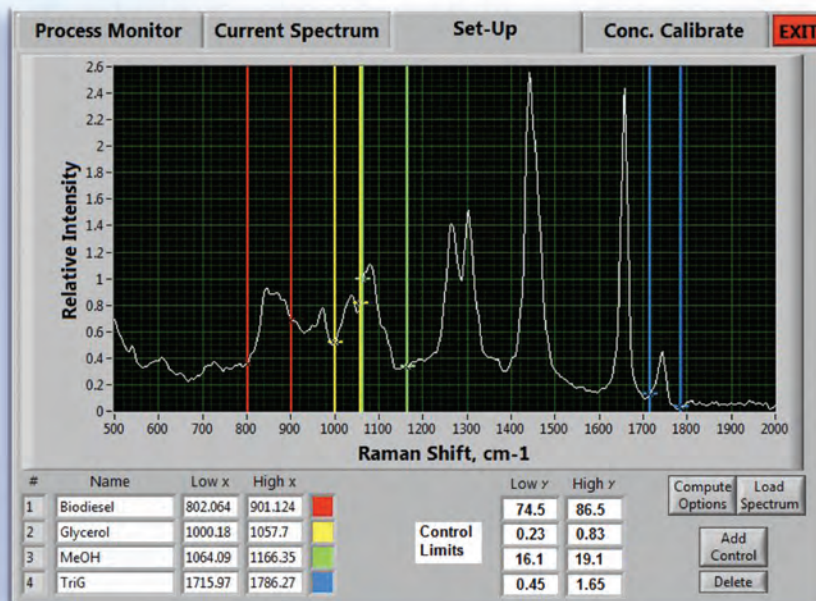 Process Monitor Current Spectrum Set-Up Conc. Calibrate EXIT
2.6
2.4
2.2
2
1.8
1.6
1.4
1.2
1
0.8
0.6
0.4
0.2
0
Relative Intensity
500 600 700 800 900 1000 1100 1200 1300 1400 1500 1600 1700 1800 1900 2000
Raman Shift, cm-1
# Name Low x High x Low Y High Y
1 Biodiesel 802.064 901.124 74.5 86.5
2 Glycerol 1000.18 1057.7 0.23 0.83
3 MeOH 1064.09 1166.35 16.1 19.1
4 TriG 1715.97 1786.27 0.45 1.65
Control
Limits
Compute
Options
Load
Spectrum
Add
Control
Delete